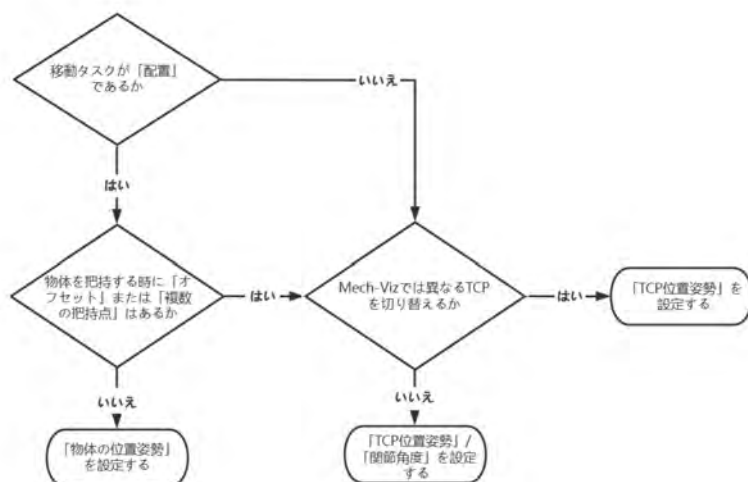 移動タスクが「配置」
であるか
いいえ
はい
物体を把持する時に「オ
フセット」または「複数
の把持点」はあるか
はい
Mech-Vizでは異なるTCP
を切り替えるか
はい
「TCP位置姿勢」を
設定する
いいえ
いいえ
「物体の位置姿勢」
を設定する
「TCP位置姿勢」/
「関節角度」を設定
する